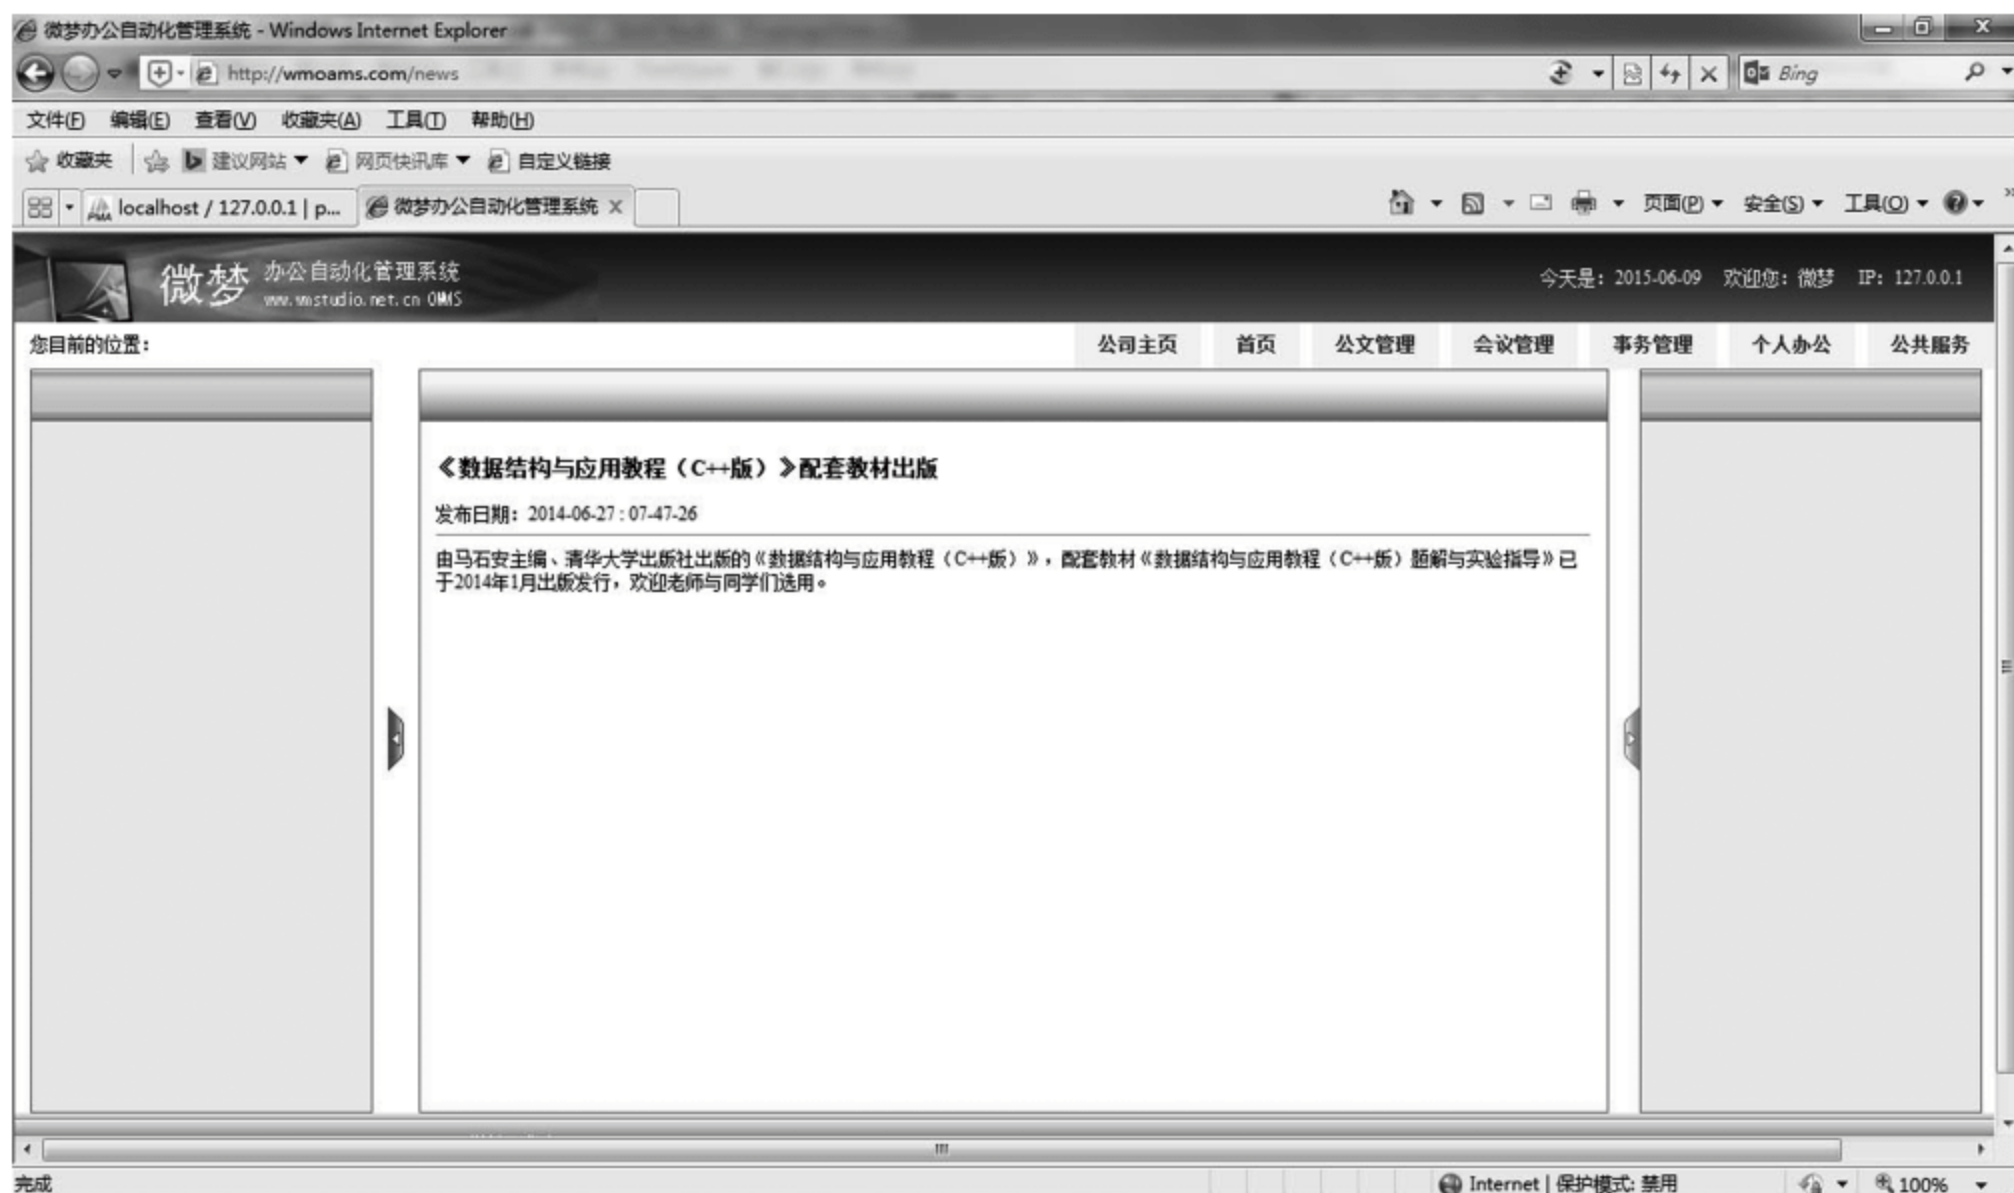 微梦办公自动化管理系统 - Windows Internet Explorer
http://wmoams.com/news
Bing
文件(F) 编辑(E) 查看(V) 收藏夹(A) 工具(T) 帮助(H)
收藏夹 建议网站 网页快讯库 自定义链接
localhost / 127.0.0.1 | p... 微梦办公自动化管理系统 X 页面(P) 安全(S) 工具(O)
微梦 办公自动化管理系统
www.wmstudio.net.cn OMMS
今天是：2015-06-09 欢迎您：微梦 IP：127.0.0.1
您目前的位置： 公司主页 首页 公文管理 会议管理 事务管理 个人办公 公共服务
《数据结构与应用教程（C++版）》配套教材出版
发布日期：2014-06-27 : 07-47-26
由马石安主编、清华大学出版社出版的《数据结构与应用教程（C++版）》，配套教材《数据结构与应用教程（C++版）题解与实验指导》已
于2014年1月出版发行，欢迎老师与同学们选用。
完成 Internet | 保护模式: 禁用 100%